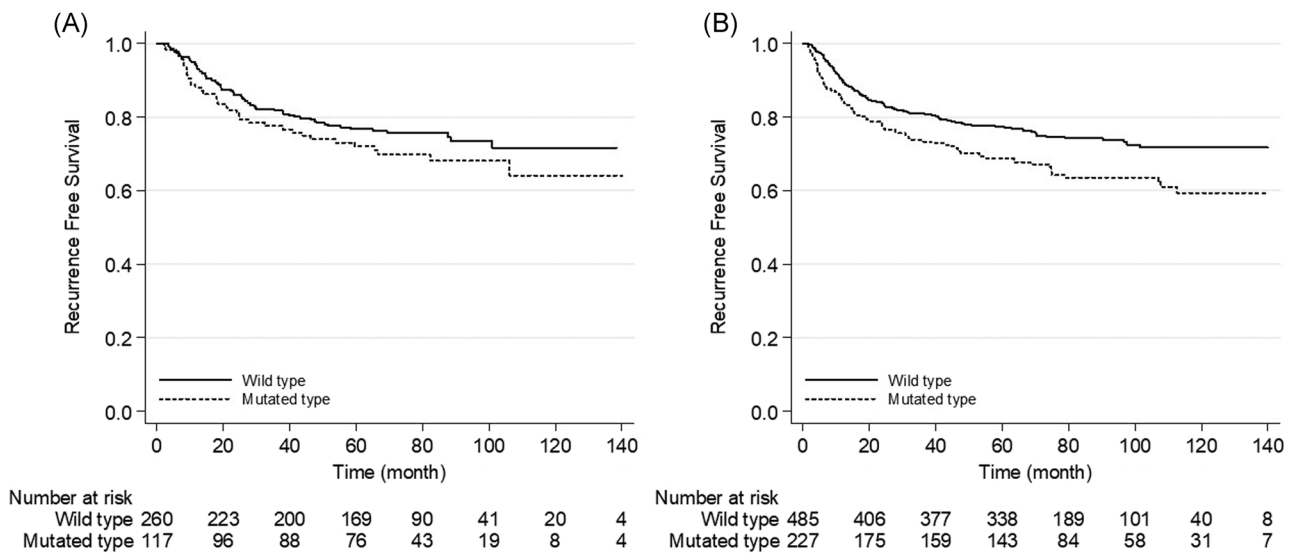 (A)
1.0
0.8
0.6
0.4
0.2
0.0
Recurrence Free Survival
Wild type
Mutated type
0 20 40 60 80 100 120 140
Time (month)
Number at risk
Wild type 260 223 200 169 90 41 20 4
Mutated type 117 96 88 76 43 19 8 4
(B)
1.0
0.8
0.6
0.4
0.2
0.0
Recurrence Free Survival
Wild type
Mutated type
0 20 40 60 80 100 120 140
Time (month)
Number at risk
Wild type 485 406 377 338 189 101 40 8
Mutated type 227 175 159 143 84 58 31 7